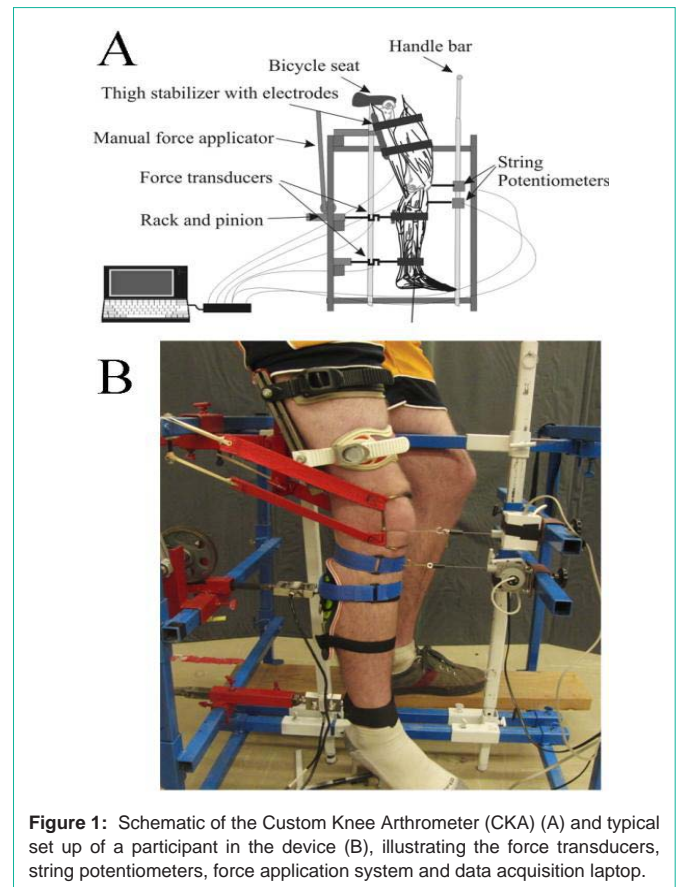 A
Handle bar
Bicycle seat
Thigh stabilizer with electrodes
Manual force applicator
Force transducers
String
Potentiometers
Rack and pinion
B
Figure 1: Schematic of the Custom Knee Arthrometer (CKA) (A) and typical
set up of a participant in the device (B), illustrating the force transducers,
string potentiometers, force application system and data acquisition laptop.